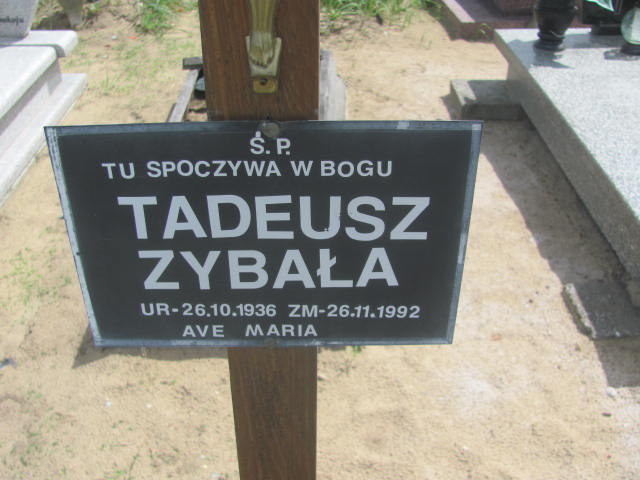 Ś. P.
TU SPOCZYWA W BOGU
TADEUSZ
ZYBAŁA
UR-26.10.1936 ZM-26.11.1992
AVE MARIA